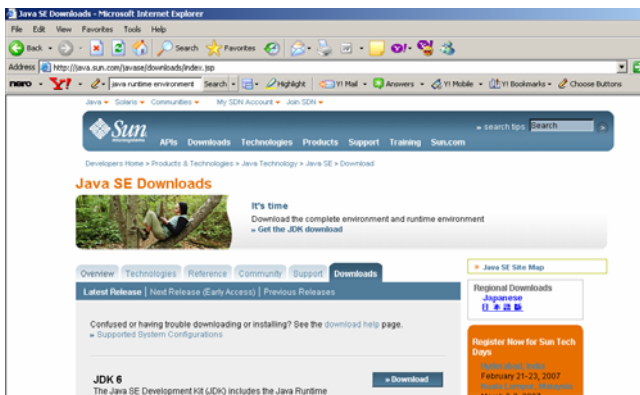 Java SE Downloads - Microsoft Internet Explorer
File Edit View Favorites Tools Help
Back Search Favorites
Address http://java.sun.com/javase/downloads/index.jsp
nero Y! java runtime environment Search Highlight Y! Mail Answers Y! Mobile Y! Bookmarks Choose Buttons
Java Solaris Communities My SDN Account Join SDN
Sun
microsystems
» search tips Search
APIs Downloads Technologies Products Support Training Sun.com
Developers Home » Products & Technologies » Java Technology » Java SE » Download
Java SE Downloads
It's time
Download the complete environment and runtime environment
» Get the JDK download
Overview Technologies Reference Community Support Downloads
Latest Release | Next Release (Early Access) | Previous Releases
Confused or having trouble downloading or installing? See the download help page.
» Supported System Configurations
JDK 6
» Download
The Java SE Development Kit (JDK) includes the Java Runtime
Java SE Site Map
Regional Downloads
Japanese
日本語版
Register Now for Sun Tech
Days
Hyderabad, India
February 21-23, 2007
Kuala Lumpur, Malaysia